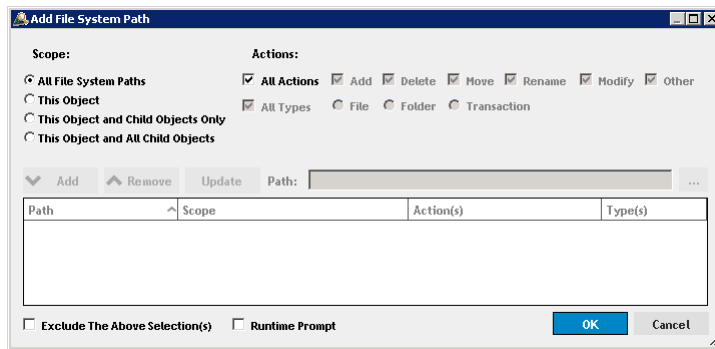 Add File System Path
Scope: Actions:
All File System Paths All Actions Add Delete Move Rename Modify Other
This Object All Types File Folder Transaction
This Object and Child Objects Only
This Object and All Child Objects
Add Remove Update Path: ...
Path Scope Action(s) Type(s)
Exclude The Above Selection(s) Runtime Prompt OK Cancel